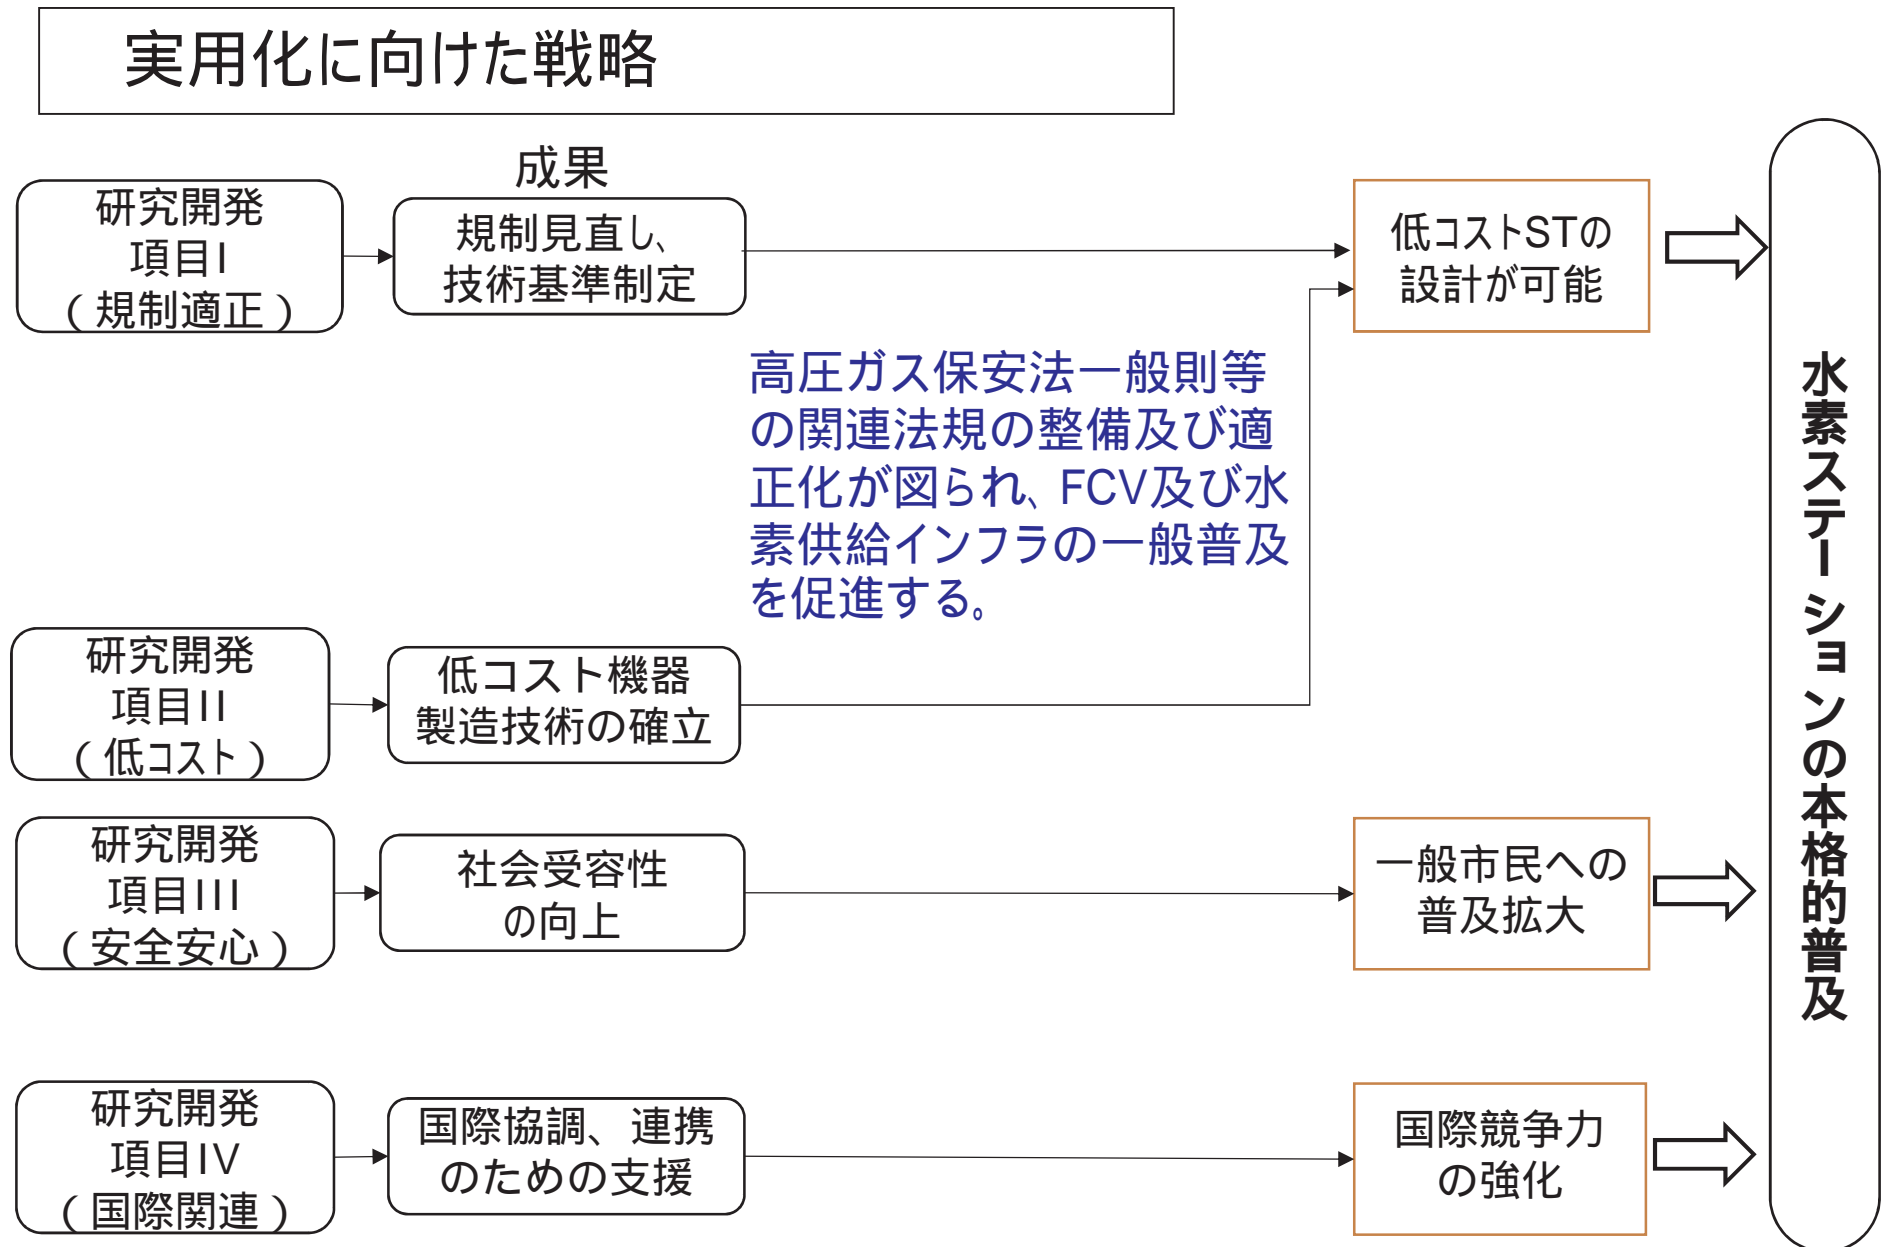 実用化に向けた戦略
成果
研究開発
項目I
(規制適正)
規制見直し、
技術基準制定
低コストSTの
設計が可能
高圧ガス保安法一般則等
の関連法規の整備及び適
正化が図られ、FCV及び水
素供給インフラの一般普及
を促進する。
研究開発
項目II
(低コスト)
低コスト機器
製造技術の確立
研究開発
項目III
(安全安心)
社会受容性
の向上
一般市民への
普及拡大
研究開発
項目IV
(国際関連)
国際協調、連携
のための支援
国際競争力
の強化
水素ステーションの本格的普及